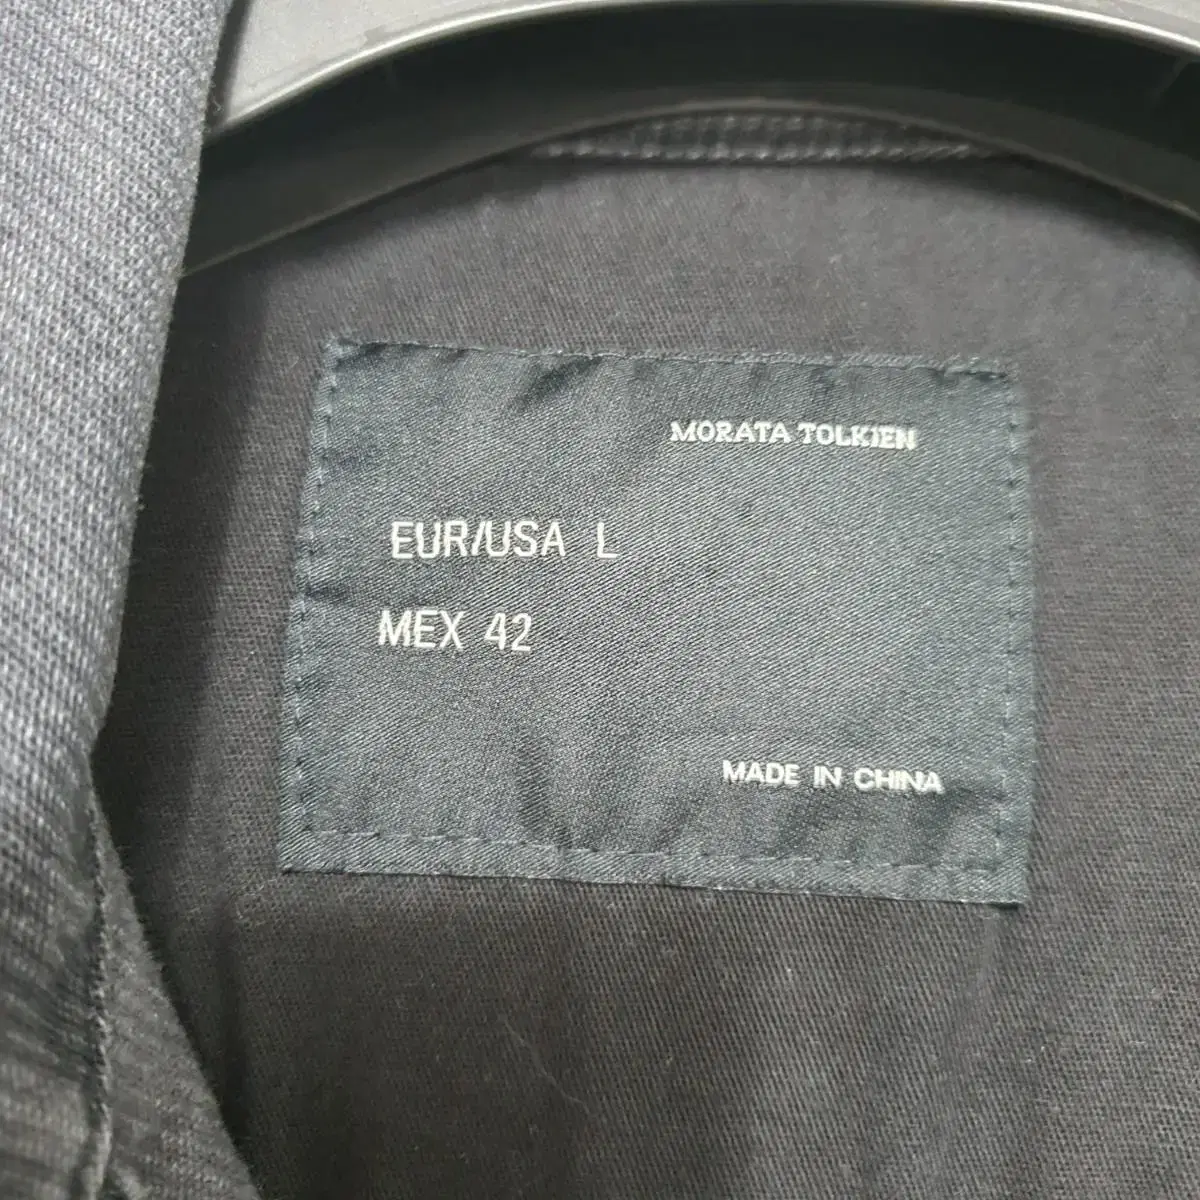 MORATA TOLKIEN
EUR/USA L
MEX 42
MADE IN CHINA